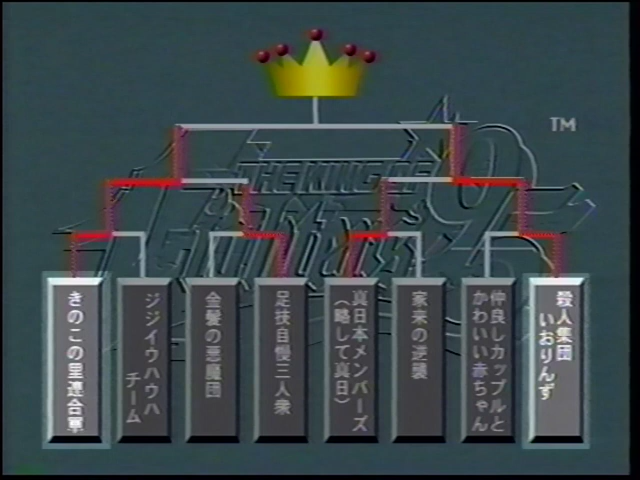 TM
THE KING OF
Fighters
'95
きのこの里連合軍
ジジイウハウハ
チーム
金髪の悪魔団
足技自慢三人衆
真日本メンバーズ
(略して真日)
家来の逆襲
仲良しカップルと
かわいい赤ちゃん
殺人集団
いおりんず